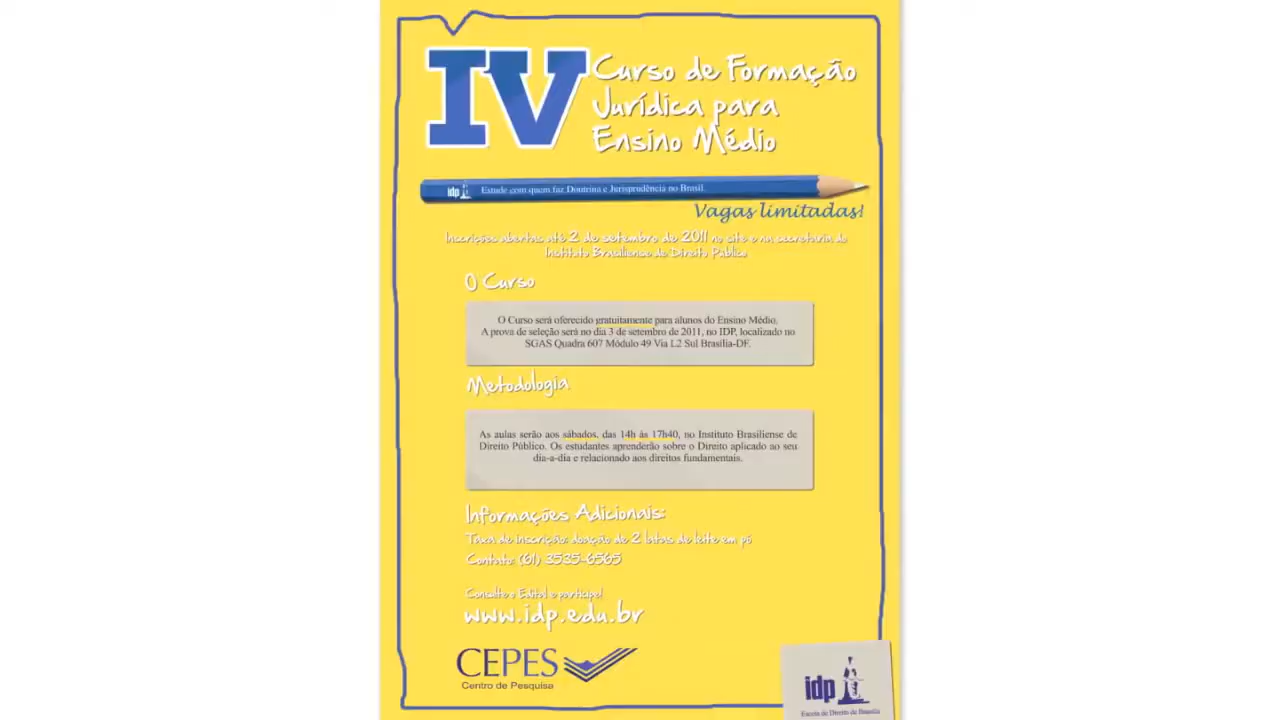 IV
Curso de Formação
Jurídica para
Ensino Médio
idp Estude com quem faz Doutrina e Jurisprudência no Brasil.
Vagas limitadas!
Inscrições abertas até 2 de setembro de 2011 no site e na secretaria do
Instituto Brasiliense de Direito Público
O Curso
O Curso será oferecido gratuitamente para alunos do Ensino Médio.
A prova de seleção será no dia 3 de setembro de 2011, no IDP, localizado no
SGAS Quadra 607 Módulo 49 Via L2 Sul Brasília-DF.
Metodologia
As aulas serão aos sábados, das 14h às 17h40, no Instituto Brasiliense de
Direito Público. Os estudantes aprenderão sobre o Direito aplicado ao seu
dia-a-dia e relacionado aos direitos fundamentais.
Informações Adicionais:
Taxa de inscrição: doação de 2 latas de leite em pó
Contato: (61) 3535-6565
Consulte o Edital e participe!
www.idp.edu.br
CEPES
Centro de Pesquisa
idp
Escola de Direito de Brasília